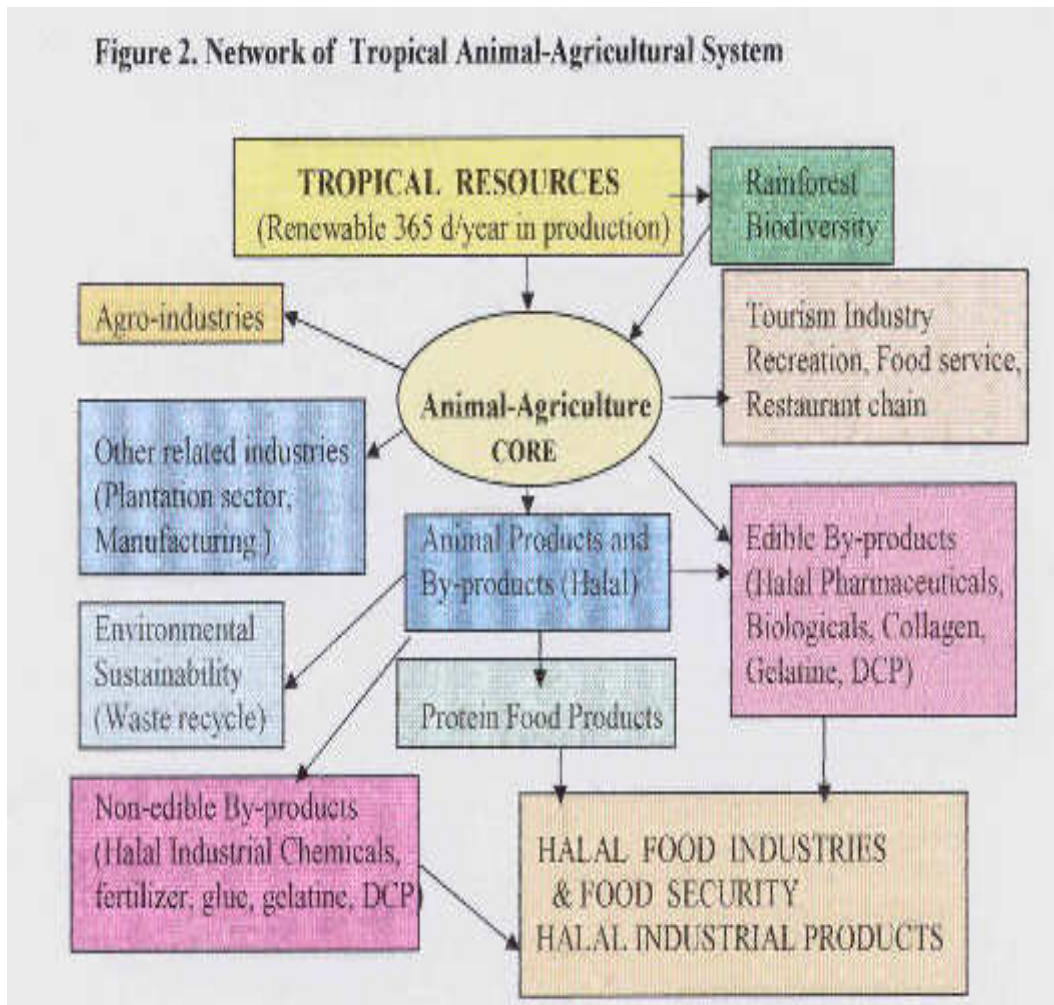 Figure 2. Network of Tropical Animal-Agricultural System
TROPICAL RESOURCES
(Renewable 365 d/year in production)
Rainforest
Biodiversity
Agro-industries
Tourism Industry
Recreation, Food service,
Restaurant chain
Animal-Agriculture
CORE
Other related industries
(Plantation sector,
Manufacturing.)
Animal Products and
By-products (Halal)
Edible By-products
(Halal Pharmaceuticals,
Biologicals, Collagen,
Gelatine, DCP)
Environmental
Sustainability
(Waste recycle)
Protein Food Products
Non-edible By-products
(Halal Industrial Chemicals,
fertilizer, glue, gelatine, DCP)
HALAL FOOD INDUSTRIES
& FOOD SECURITY
HALAL INDUSTRIAL PRODUCTS